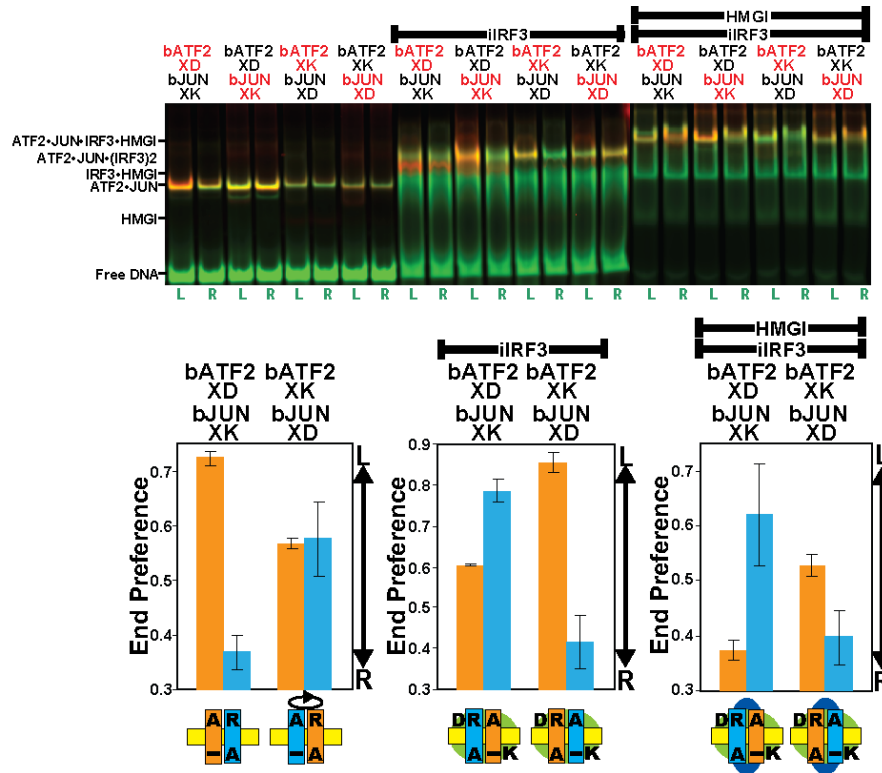 HMGI
iIRF3 iIRF3
bATF2 bATF2 bATF2 bATF2 bATF2 bATF2 bATF2 bATF2 bATF2 bATF2 bATF2 bATF2
XD XD XK XK XD XD XK XK XD XD XK XK
bJUN bJUN bJUN bJUN bJUN bJUN bJUN bJUN bJUN bJUN bJUN bJUN
XK XK XD XD XK XK XD XD XK XK XD XD
ATF2•JUN•IRF3•HMGI
ATF2•JUN•(IRF3)2
IRF3•HMGI
ATF2•JUN
HMGI
Free DNA
L R L R L R L R L R L R L R L R L R L R L R L R
HMGI
iIRF3 iIRF3
bATF2 bATF2 bATF2 bATF2 bATF2 bATF2
XD XK XD XK XD XK
bJUN bJUN bJUN bJUN bJUN bJUN
XK XD XK XD XK XD
End Preference
0.7
0.6
0.5
0.4
0.3
L
R
End Preference
0.9
0.8
0.7
0.6
0.5
0.4
0.3
L
R
End Preference
0.7
0.6
0.5
0.4
0.3
L
R
A R A R D R A D R A D R A D R A
A A K K K K